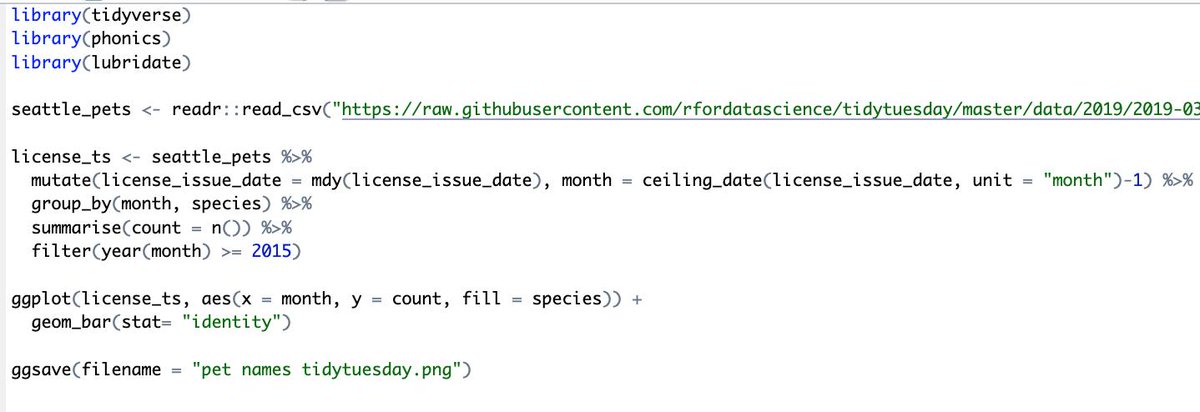 library(tidyverse)
library(phonics)
library(lubridate)
seattle_pets <- readr::read_csv("https://raw.githubusercontent.com/rfordatascience/tidytuesday/master/data/2019/2019-03
license_ts <- seattle_pets %>%
mutate(license_issue_date = mdy(license_issue_date), month = ceiling_date(license_issue_date, unit = "month")-1) %>%
group_by(month, species) %>%
summarise(count = n()) %>%
filter(year(month) >= 2015)
ggplot(license_ts, aes(x = month, y = count, fill = species)) +
geom_bar(stat= "identity")
ggsave(filename = "pet names tidytuesday.png")